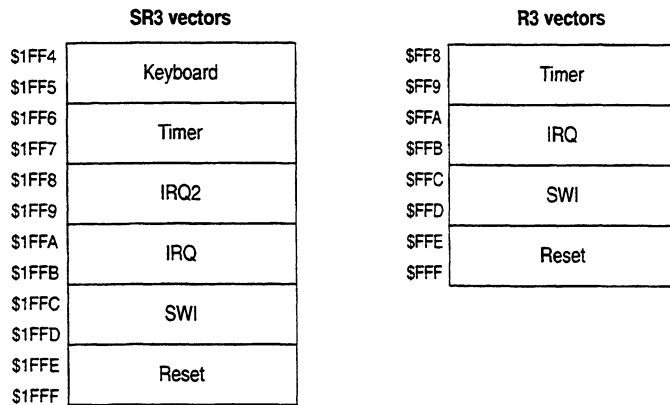 SR3 vectors
$1FF4
Keyboard
$1FF5
$1FF6
Timer
$1FF7
$1FF8
IRQ2
$1FF9
$1FFA
IRQ
$1FFB
$1FFC
SWI
$1FFD
$1FFE
Reset
$1FFF
R3 vectors
$FF8
Timer
$FF9
$FFA
IRQ
$FFB
$FFC
SWI
$FFD
$FFE
Reset
$FFF